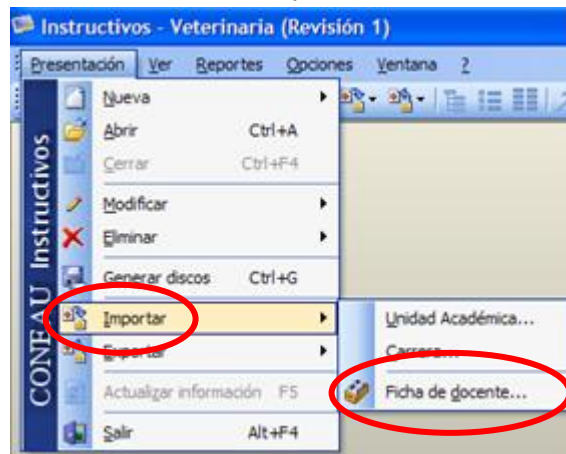 Instructivos - Veterinaria (Revisión 1)
Presentación Ver Reportes Opciones Ventana ?
Nueva
Abrir Ctrl+A
Cerrar Ctrl+F4
Modificar
Eliminar
Generar discos Ctrl+G
Importar
Exportar
Actualizar información F5
Salir Alt+F4
Unidad Académica...
Carrera...
Ficha de docente...
CONEAU Instructivos